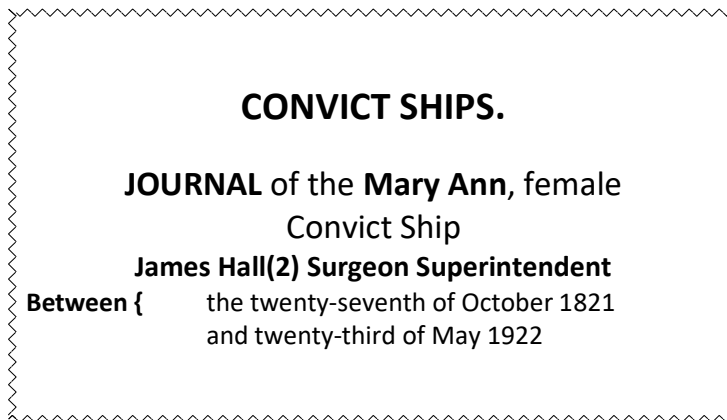 CONVICT SHIPS.
JOURNAL of the Mary Ann, female
Convict Ship
James Hall(2) Surgeon Superintendent
Between { the twenty-seventh of October 1821
and twenty-third of May 1922